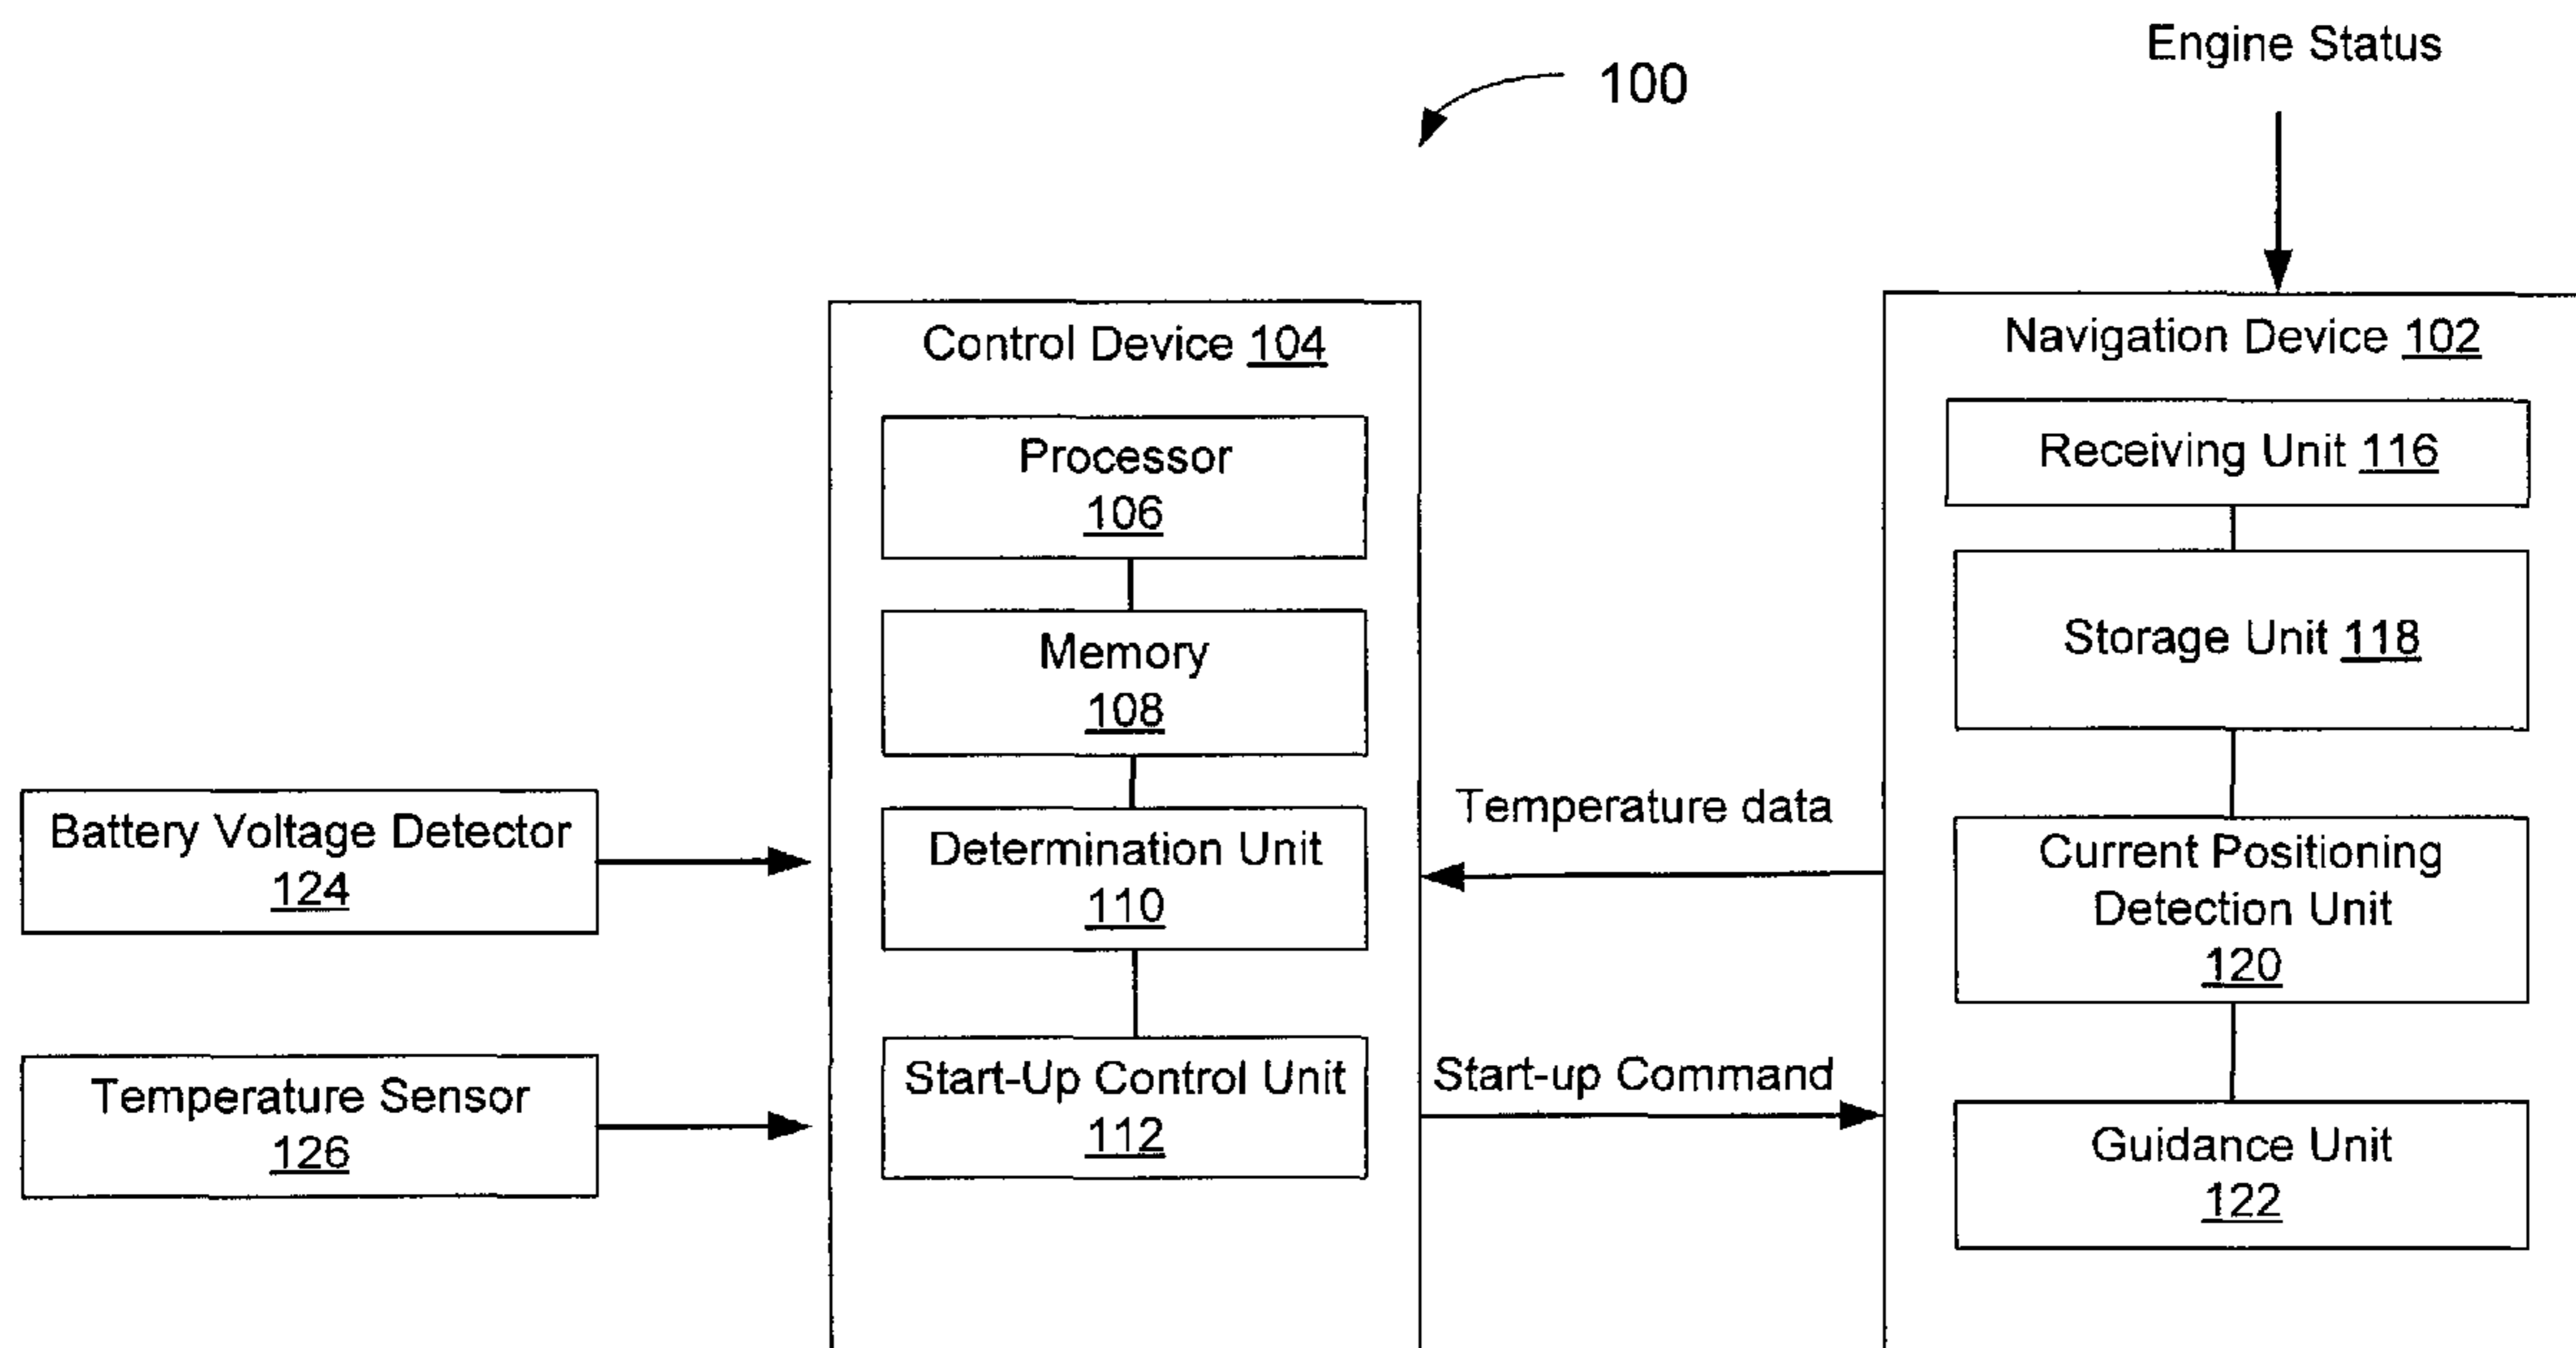 Engine Status
100
Control Device 104
Processor
106
Memory
108
Determination Unit
110
Start-Up Control Unit
112
Battery Voltage Detector
124
Temperature Sensor
126
Temperature data
Start-up Command
Navigation Device 102
Receiving Unit 116
Storage Unit 118
Current Positioning
Detection Unit
120
Guidance Unit
122